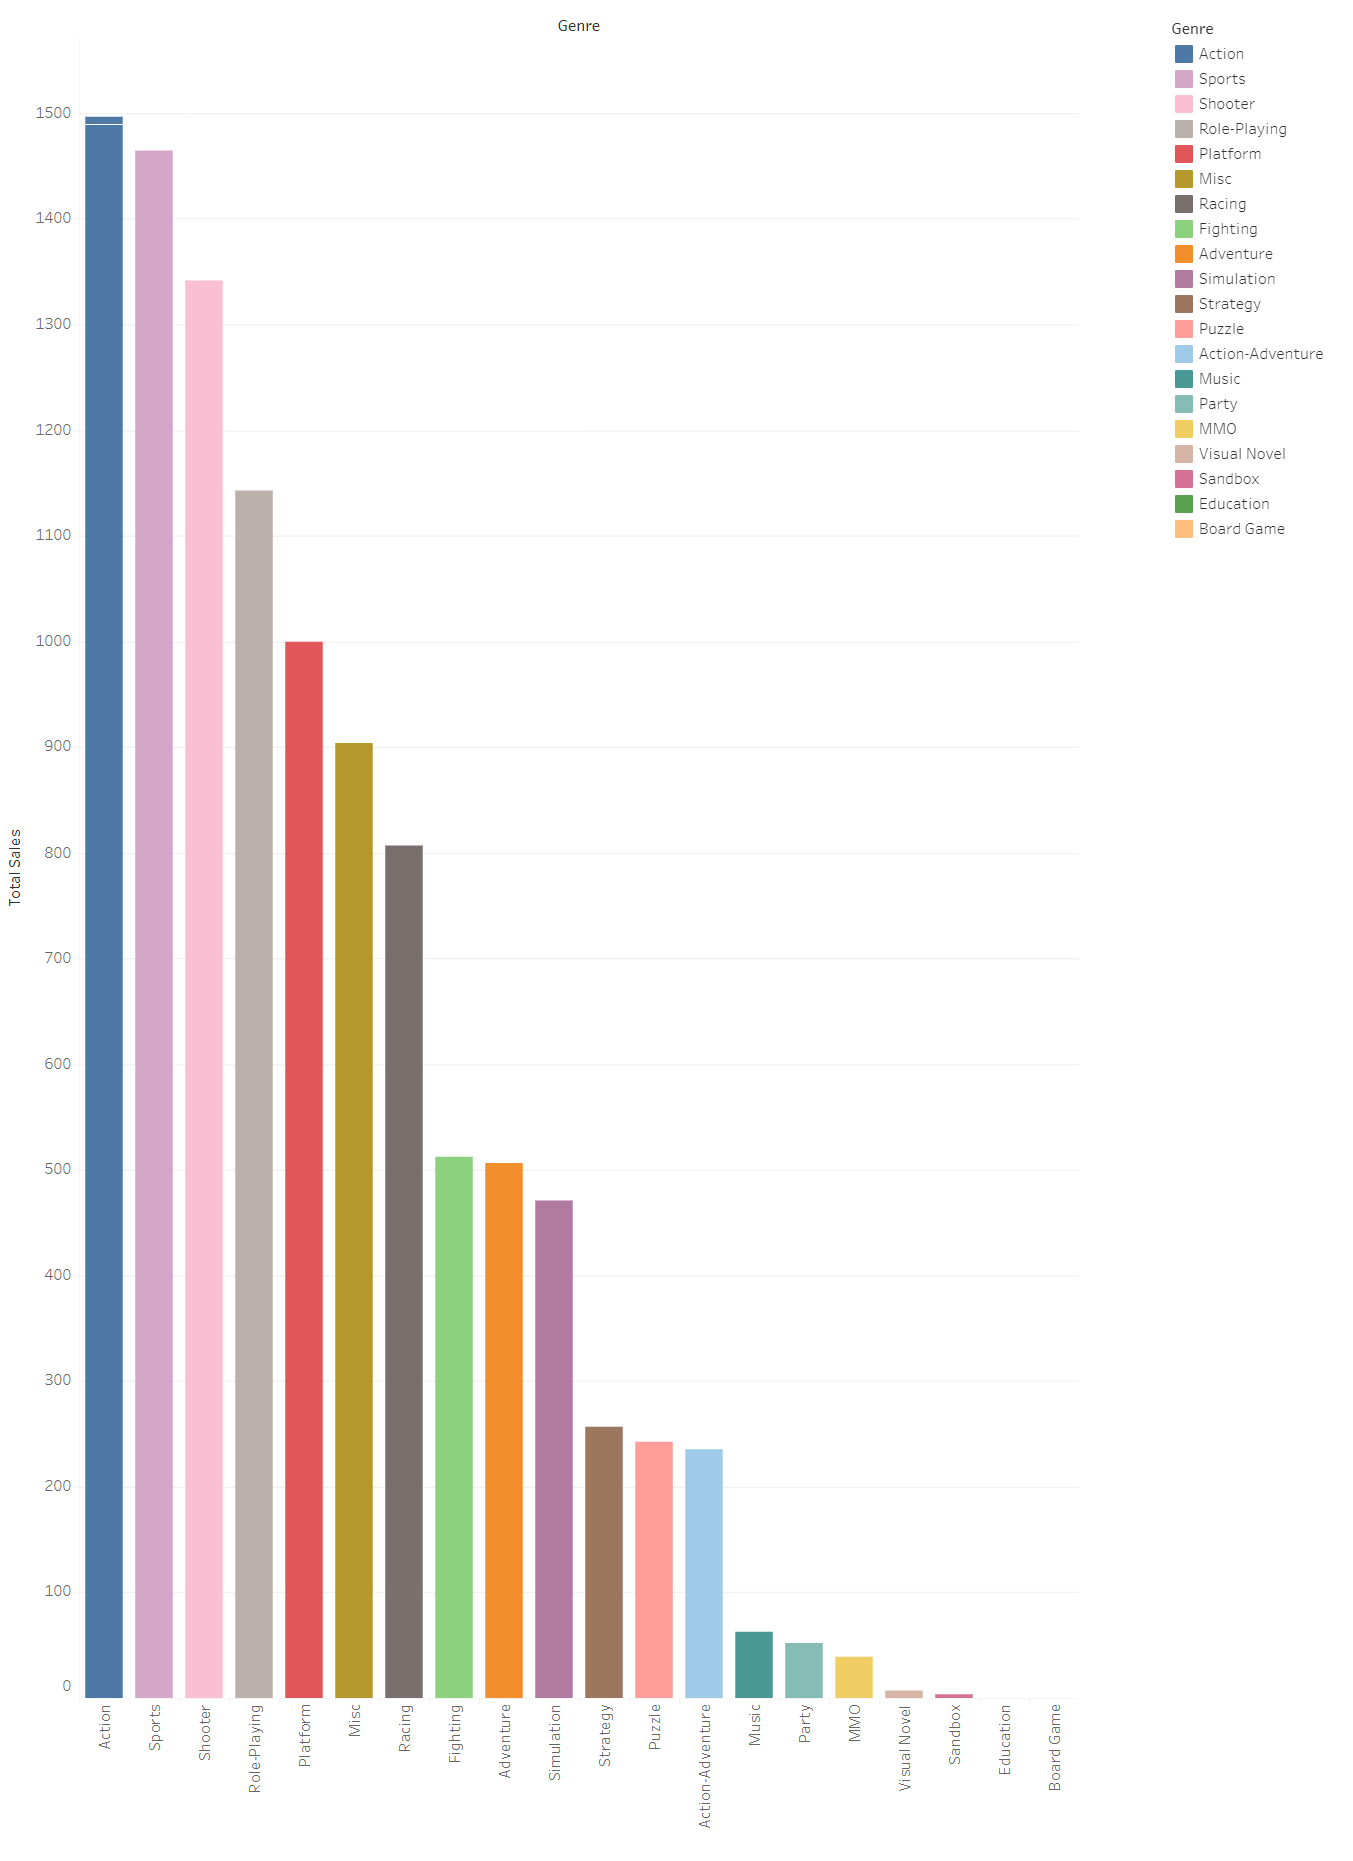 Genre
1500
1400
1300
1200
1100
1000
900
800
700
600
500
400
300
200
100
0
Total Sales
Action
Sports
Shooter
Role-Playing
Platform
Misc
Racing
Fighting
Adventure
Simulation
Strategy
Puzzle
Action-Adventure
Music
Party
MMO
Visual Novel
Sandbox
Education
Board Game
Genre
Action
Sports
Shooter
Role-Playing
Platform
Misc
Racing
Fighting
Adventure
Simulation
Strategy
Puzzle
Action-Adventure
Music
Party
MMO
Visual Novel
Sandbox
Education
Board Game